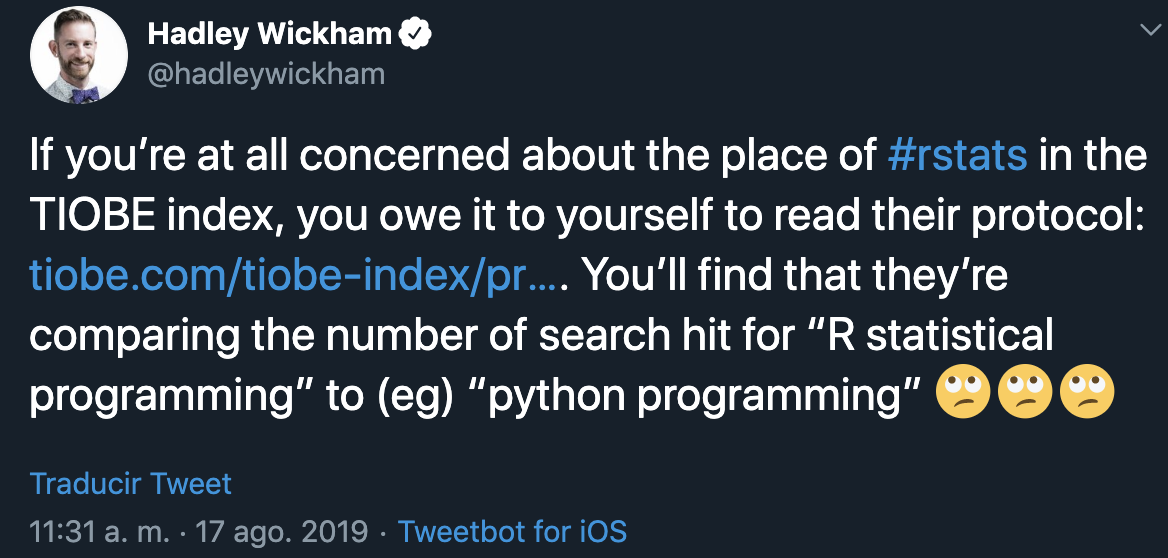 Hadley Wickham
@hadleywickham
If you’re at all concerned about the place of #rstats in the
TIOBE index, you owe it to yourself to read their protocol:
tiobe.com/tiobe-index/pr…. You’ll find that they’re
comparing the number of search hit for “R statistical
programming” to (eg) “python programming” 🙄🙄🙄
Traducir Tweet
11:31 a. m. · 17 ago. 2019 · Tweetbot for iOS